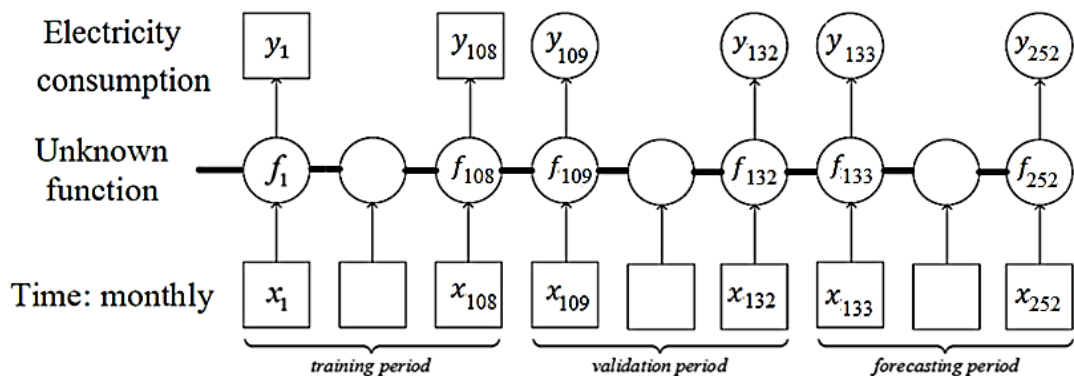 Electricity
consumption
y1 y108 y109 y132 y133 y252
Unknown
function
f1 f108 f109 f132 f133 f252
Time: monthly
x1 x108 x109 x132 x133 x252
training period validation period forecasting period